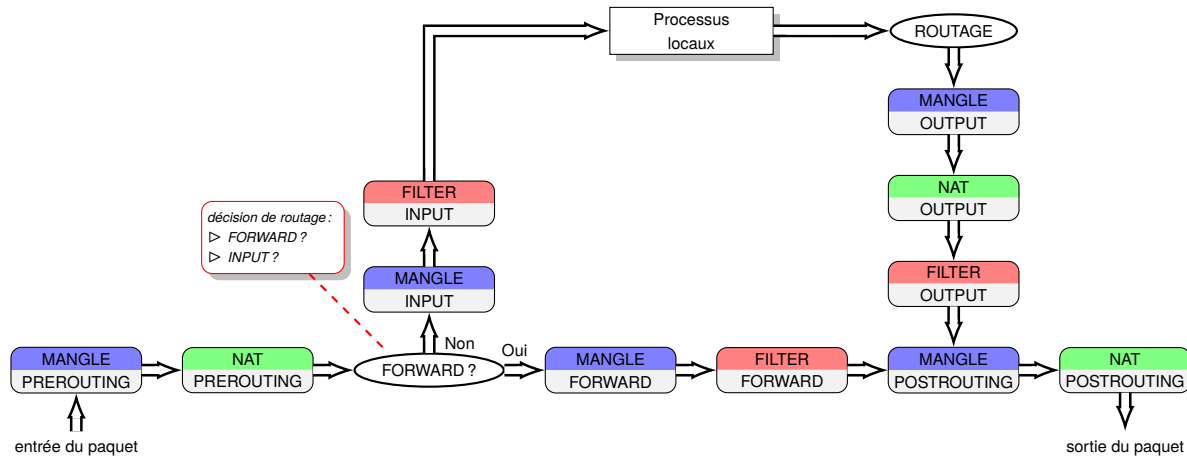 Processus
locaux
ROUTAGE
MANGLE
OUTPUT
NAT
OUTPUT
FILTER
OUTPUT
FILTER
INPUT
MANGLE
INPUT
décision de routage :
▷ FORWARD ?
▷ INPUT ?
Non
Oui
MANGLE
PREROUTING
NAT
PREROUTING
FORWARD ?
MANGLE
FORWARD
FILTER
FORWARD
MANGLE
POSTROUTING
NAT
POSTROUTING
entrée du paquet
sortie du paquet